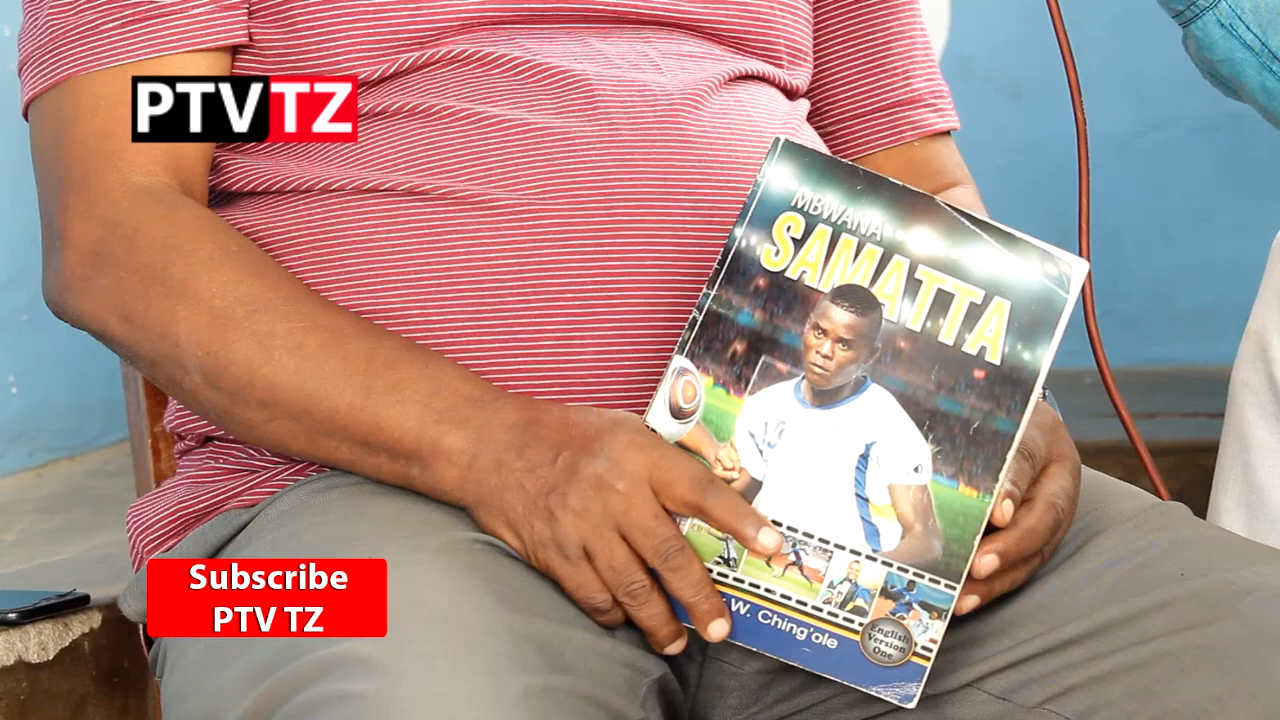 PTVTZ
MBWANA
SAMATTA
W. Ching'ole
English
Version
One
Subscribe
PTV TZ